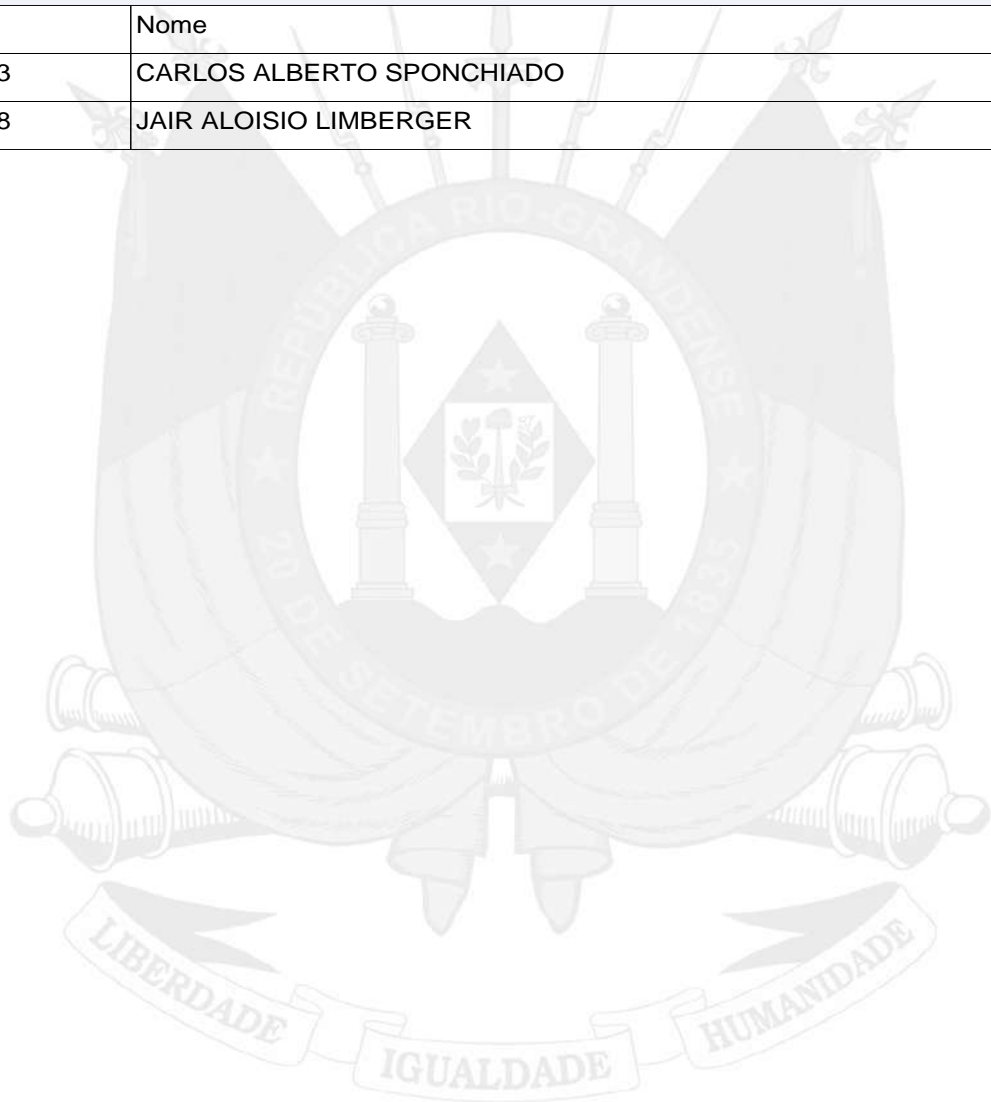 Nome
3 CARLOS ALBERTO SPONCHIADO
8 JAIR ALOISIO LIMBERGER
REPÚBLICA RIO-GRANDENSE
20 DE SETEMBRO DE 1835
LIBERDADE IGUALDADE HUMANIDADE